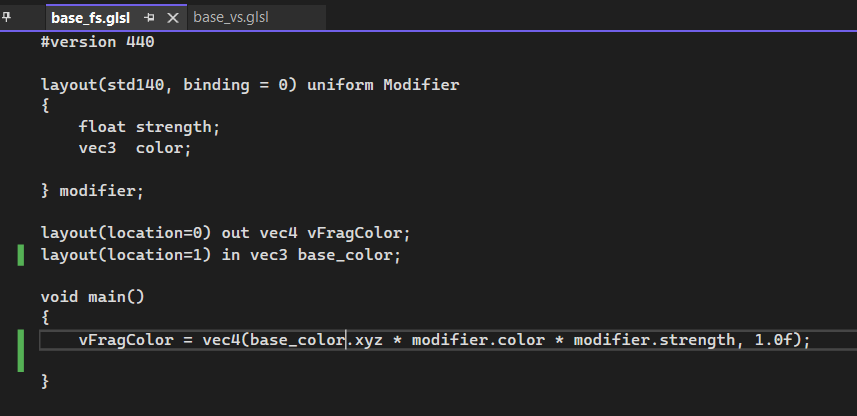 base_fs.glsl base_vs.glsl
#version 440
layout(std140, binding = 0) uniform Modifier
{
    float strength;
    vec3  color;
} modifier;
layout(location=0) out vec4 vFragColor;
layout(location=1) in vec3 base_color;
void main()
{
    vFragColor = vec4(base_color.xyz * modifier.color * modifier.strength, 1.0f);
}